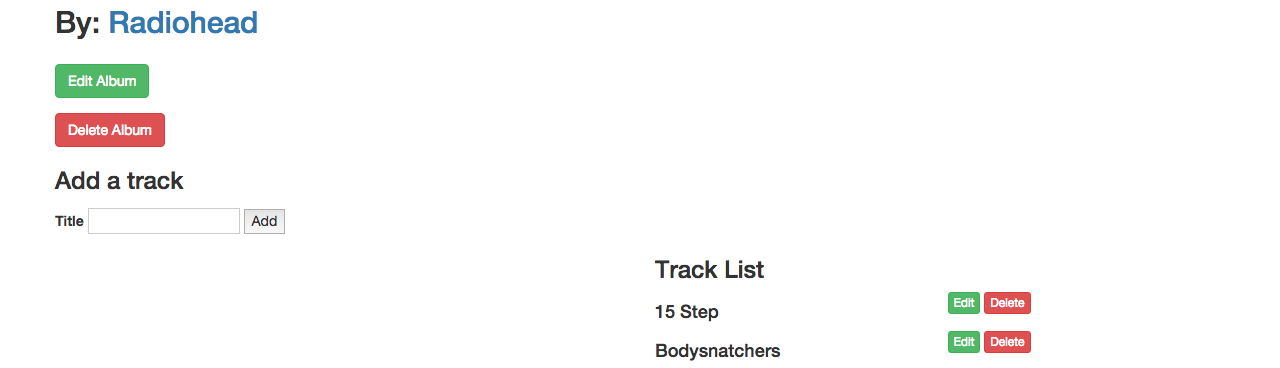 By: Radiohead
Edit Album
Delete Album
Add a track
Title Add
Track List
15 Step Edit Delete
Bodysnatchers Edit Delete